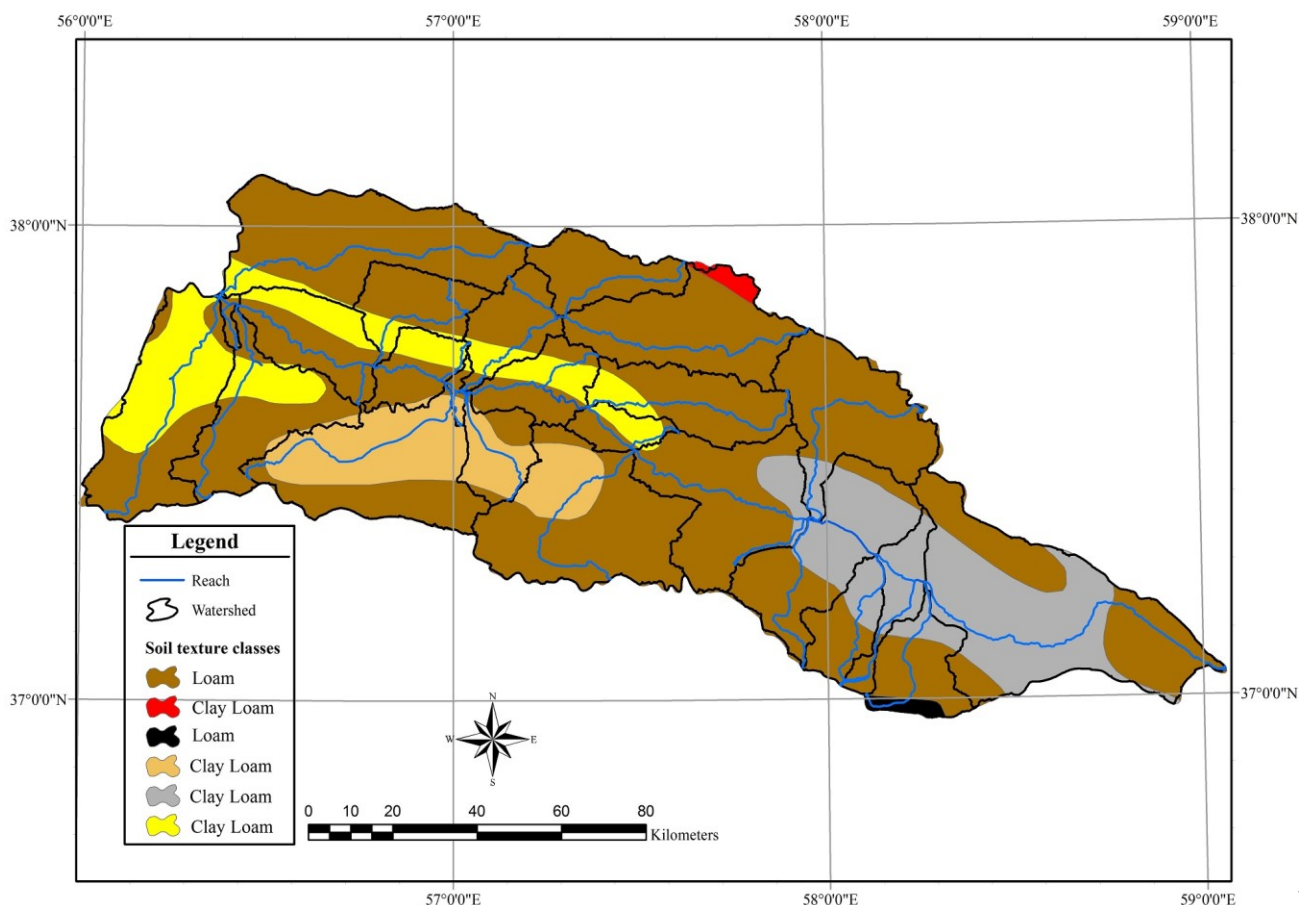 56°0'0"E 57°0'0"E 58°0'0"E 59°0'0"E
38°0'0"N 38°0'0"N
Legend
Reach
Watershed
Soil texture classes
Loam
Clay Loam
Loam
Clay Loam
Clay Loam
Clay Loam
37°0'0"N 37°0'0"N
N
W E
S
0 10 20 40 60 80
Kilometers
57°0'0"E 58°0'0"E 59°0'0"E